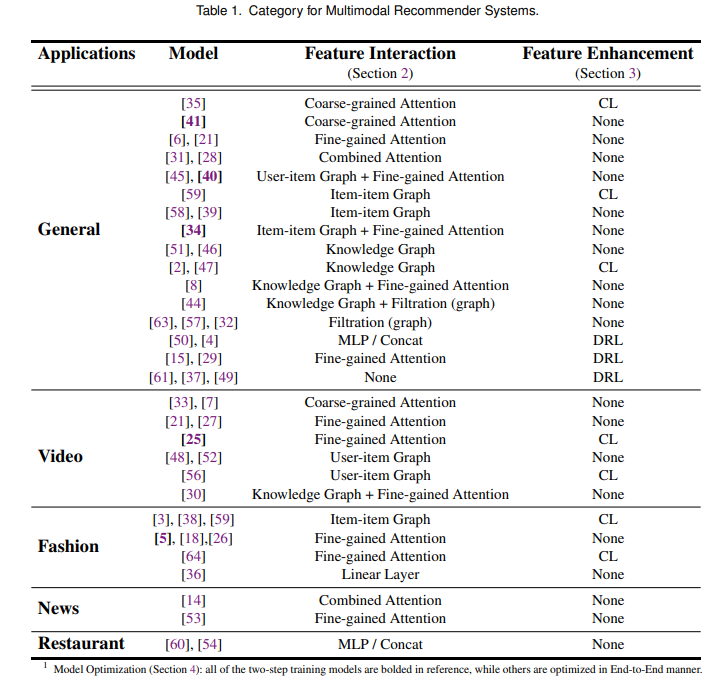 Table 1. Category for Multimodal Recommender Systems.
Applications Model Feature Interaction Feature Enhancement
(Section 2) (Section 3)
[35] Coarse-grained Attention CL
[41] Coarse-grained Attention None
[6], [21] Fine-gained Attention None
[31], [28] Combined Attention None
[45], [40] User-item Graph + Fine-gained Attention None
[59] Item-item Graph CL
[58], [39] Item-item Graph None
General [34] Item-item Graph + Fine-gained Attention None
[51], [46] Knowledge Graph None
[2], [47] Knowledge Graph CL
[8] Knowledge Graph + Fine-gained Attention None
[44] Knowledge Graph + Filtration (graph) None
[63], [57], [32] Filtration (graph) None
[50], [4] MLP / Concat DRL
[15], [29] Fine-gained Attention DRL
[61], [37], [49] None DRL
[33], [7] Coarse-grained Attention None
[21], [27] Fine-gained Attention None
[25] Fine-gained Attention CL
Video [48], [52] User-item Graph None
[56] User-item Graph CL
[30] Knowledge Graph + Fine-gained Attention None
[3], [38], [59] Item-item Graph CL
Fashion [5], [18],[26] Fine-gained Attention None
[64] Fine-gained Attention CL
[36] Linear Layer None
News [14] Combined Attention None
[53] Fine-gained Attention None
Restaurant [60], [54] MLP / Concat None
1 Model Optimization (Section 4): all of the two-step training models are bolded in reference, while others are optimized in End-to-End manner.